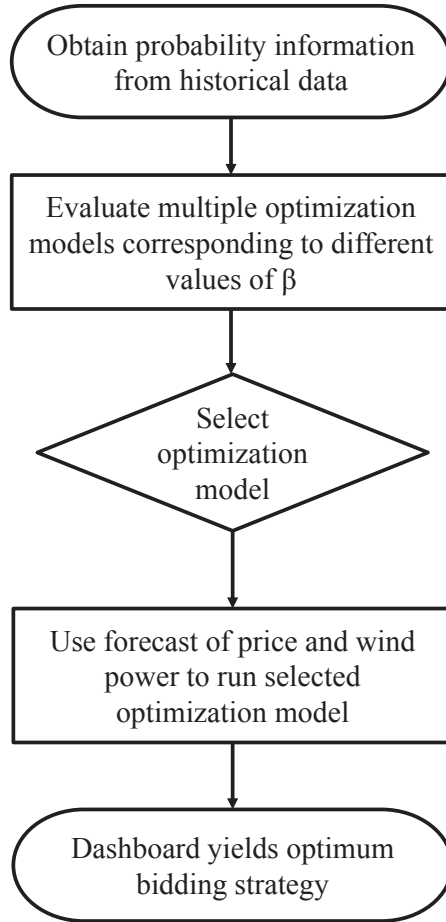 Obtain probability information
from historical data
Evaluate multiple optimization
models corresponding to different
values of β
Select
optimization
model
Use forecast of price and wind
power to run selected
optimization model
Dashboard yields optimum
bidding strategy